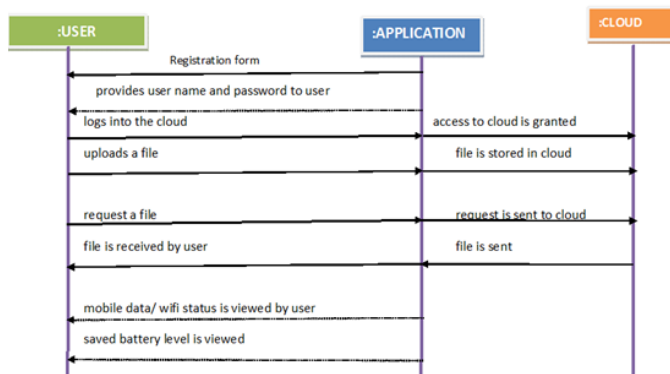 :USER
:APPLICATION
:CLOUD
Registration form
provides user name and password to user
logs into the cloud
access to cloud is granted
uploads a file
file is stored in cloud
request a file
request is sent to cloud
file is received by user
file is sent
mobile data/ wifi status is viewed by user
saved battery level is viewed